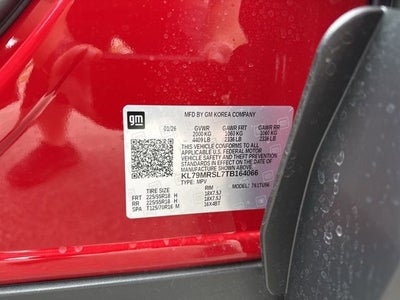 gm
MFD BY GM KOREA COMPANY
01/26 GVWR GAWR FRT GAWR RR
2000 KG 1060 KG 1060 KG
4409 LB 2336 LB 2336 LB
THIS VEHICLE CONFORMS TO ALL
APPLICABLE U.S. FEDERAL MOTOR
VEHICLE SAFETY AND THEFT
PREVENTION STANDARDS IN
EFFECT ON THE DATE OF
MANUFACTURE SHOWN ABOVE.
KL79MRSL7TB164066
TYPE: MPV MODEL:
TIRE SIZE RIM
FRT 225/55R18 H 18X7.5J
RR 225/55R18 H 18X7.5J
SPA T125/70R16 M 16X4BT